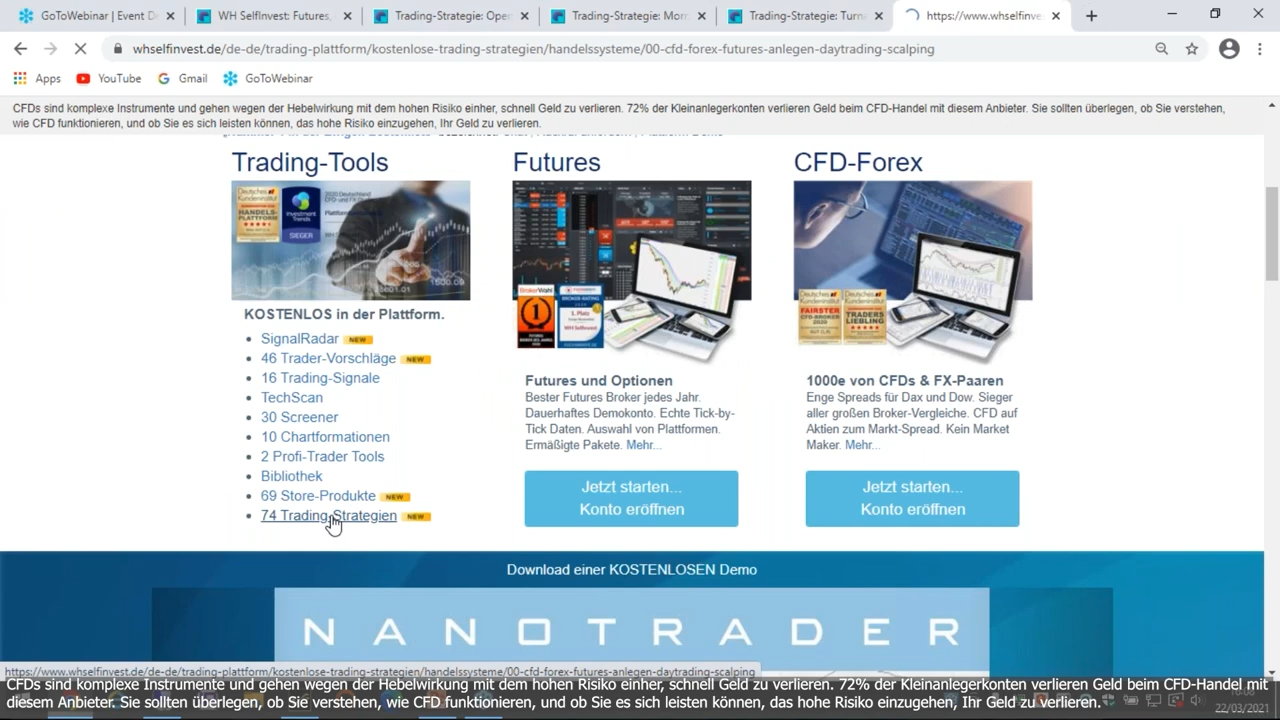 GoToWebinar | Event D
WH SelfInvest: Futures,
Trading-Strategie: Open
Trading-Strategie: Morr
Trading-Strategie: Turn
https://www.whselfinve
whselfinvest.de/de-de/trading-plattform/kostenlose-trading-strategien/handelssysteme/00-cfd-forex-futures-anlegen-daytrading-scalping
Apps
YouTube
Gmail
GoToWebinar
CFDs sind komplexe Instrumente und gehen wegen der Hebelwirkung mit dem hohen Risiko einher, schnell Geld zu verlieren. 72% der Kleinanlegerkonten verlieren Geld beim CFD-Handel mit diesem Anbieter. Sie sollten überlegen, ob Sie verstehen,
wie CFD funktionieren, und ob Sie es sich leisten können, das hohe Risiko einzugehen, Ihr Geld zu verlieren.
Trading-Tools
Futures
CFD-Forex
KOSTENLOS in der Plattform.
SignalRadar NEW
46 Trader-Vorschläge NEW
16 Trading-Signale
TechScan
30 Screener
10 Chartformationen
2 Profi-Trader Tools
Bibliothek
69 Store-Produkte NEW
74 Trading-Strategien NEW
Futures und Optionen
Bester Futures Broker jedes Jahr.
Dauerhaftes Demokonto. Echte Tick-by-
Tick Daten. Auswahl von Plattformen.
Ermäßigte Pakete. Mehr...
Jetzt starten...
Konto eröffnen
1000e von CFDs & FX-Paaren
Enge Spreads für Dax und Dow. Sieger
aller großen Broker-Vergleiche. CFD auf
Aktien zum Markt-Spread. Kein Market
Maker. Mehr...
Jetzt starten...
Konto eröffnen
Download einer KOSTENLOSEN Demo
NANOTRADER
https://www.whselfinvest.de/de-de/trading-plattform/kostenlose-trading-strategien/handelssysteme/00-cfd-forex-futures-anlegen-daytrading-scalping
CFDs sind komplexe Instrumente und gehen wegen der Hebelwirkung mit dem hohen Risiko einher, schnell Geld zu verlieren. 72% der Kleinanlegerkonten verlieren Geld beim CFD-Handel mit
diesem Anbieter. Sie sollten überlegen, ob Sie verstehen, wie CFD funktionieren, und ob Sie es sich leisten können, das hohe Risiko einzugehen, Ihr Geld zu verlieren.
22/03/2021